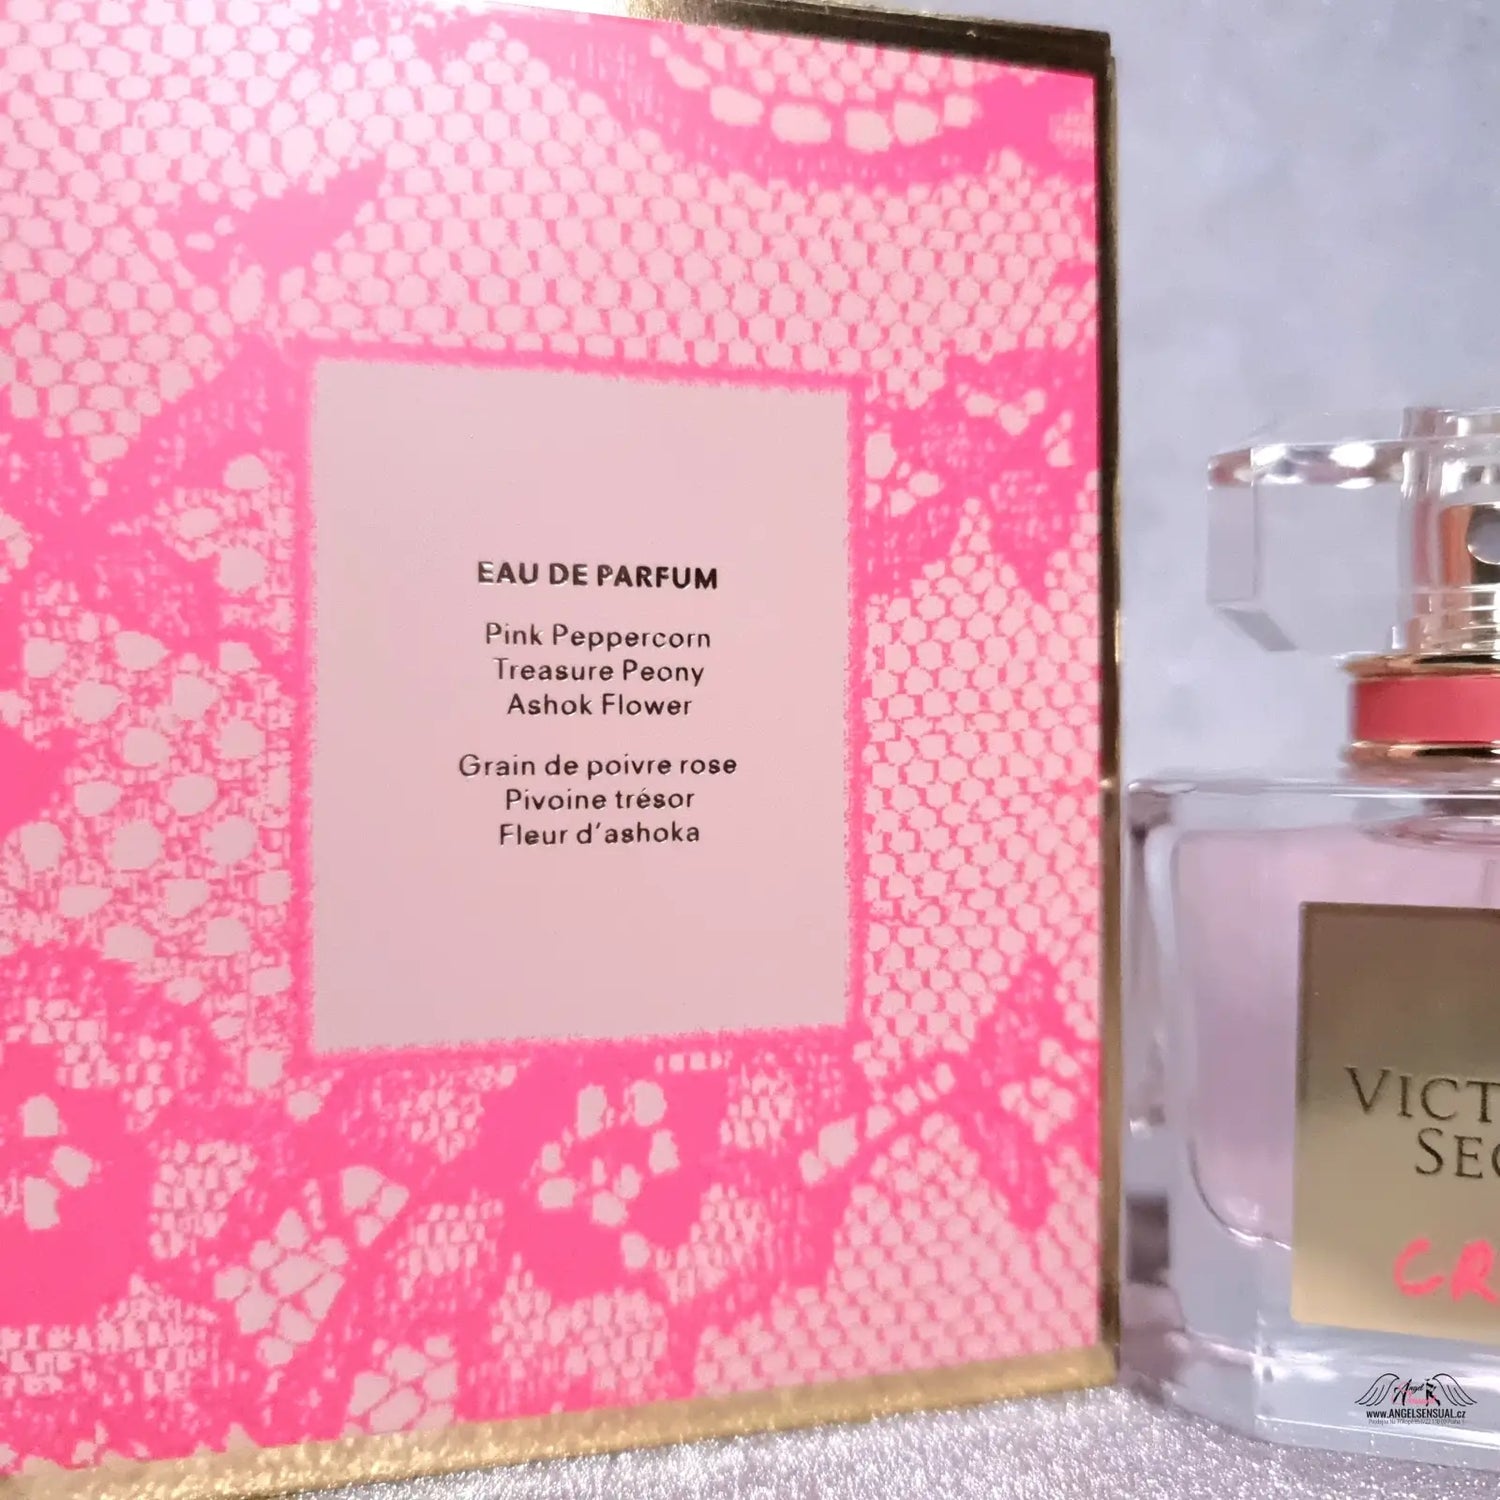 EAU DE PARFUM
Pink Peppercorn
Treasure Peony
Ashok Flower
Grain de poivre rose
Pivoine trésor
Fleur d'ashoka
VICT
SEC
CR
Angel
www.ANGELSENSUAL.cz